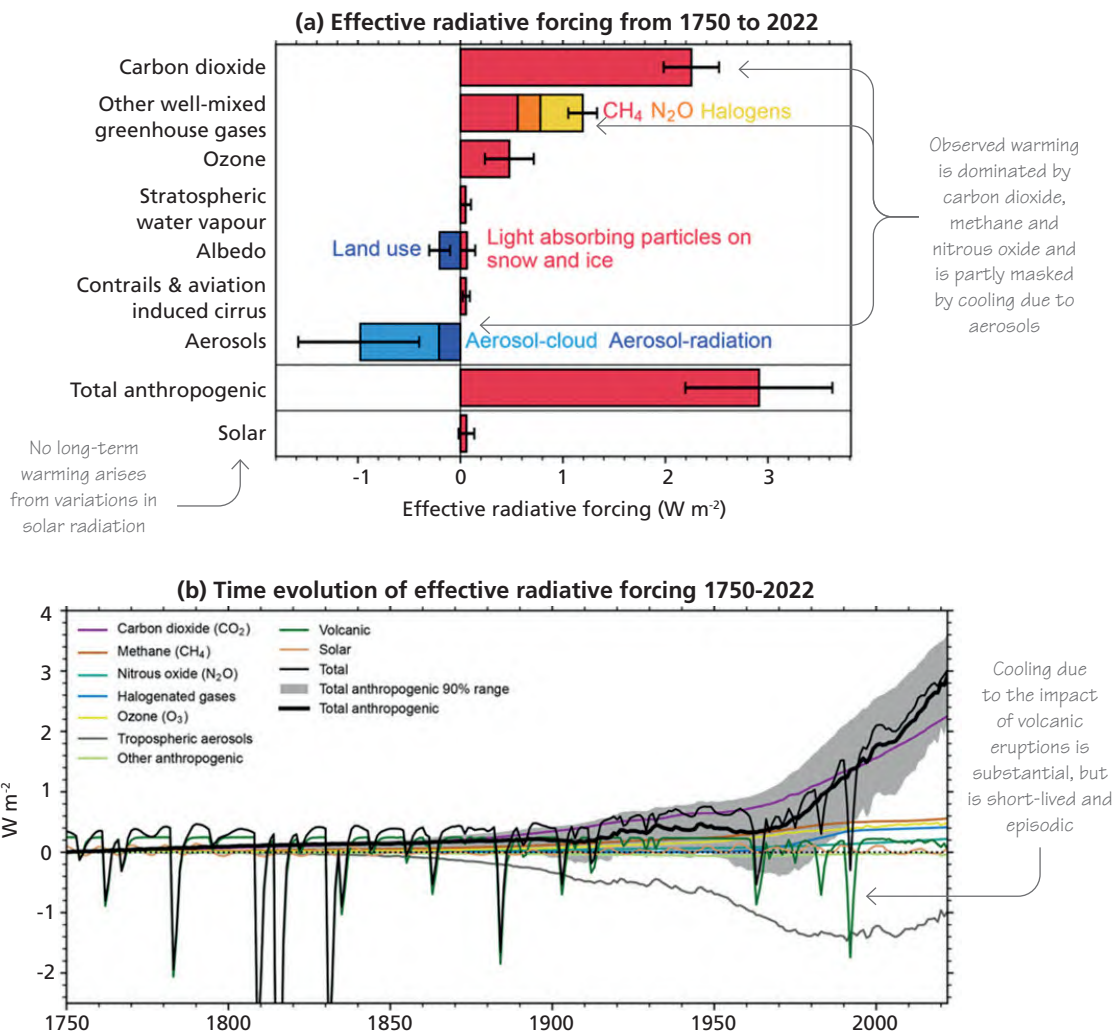 (a) Effective radiative forcing from 1750 to 2022
Carbon dioxide
Other well-mixed
greenhouse gases
CH4 N2O Halogens
Ozone
Stratospheric
water vapour
Albedo
Land use
Light absorbing particles on
snow and ice
Contrails & aviation
induced cirrus
Aerosols
Aerosol-cloud Aerosol-radiation
Total anthropogenic
Solar
-1 0 1 2 3
Effective radiative forcing (W m-2)
Observed warming
is dominated by
carbon dioxide,
methane and
nitrous oxide and
is partly masked
by cooling due to
aerosols
No long-term
warming arises
from variations in
solar radiation
(b) Time evolution of effective radiative forcing 1750-2022
W m-2
4
3
2
1
0
-1
-2
Carbon dioxide (CO2)
Methane (CH4)
Nitrous oxide (N2O)
Halogenated gases
Ozone (O3)
Tropospheric aerosols
Other anthropogenic
Volcanic
Solar
Total
Total anthropogenic 90% range
Total anthropogenic
1750 1800 1850 1900 1950 2000
Cooling due
to the impact
of volcanic
eruptions is
substantial, but
is short-lived and
episodic